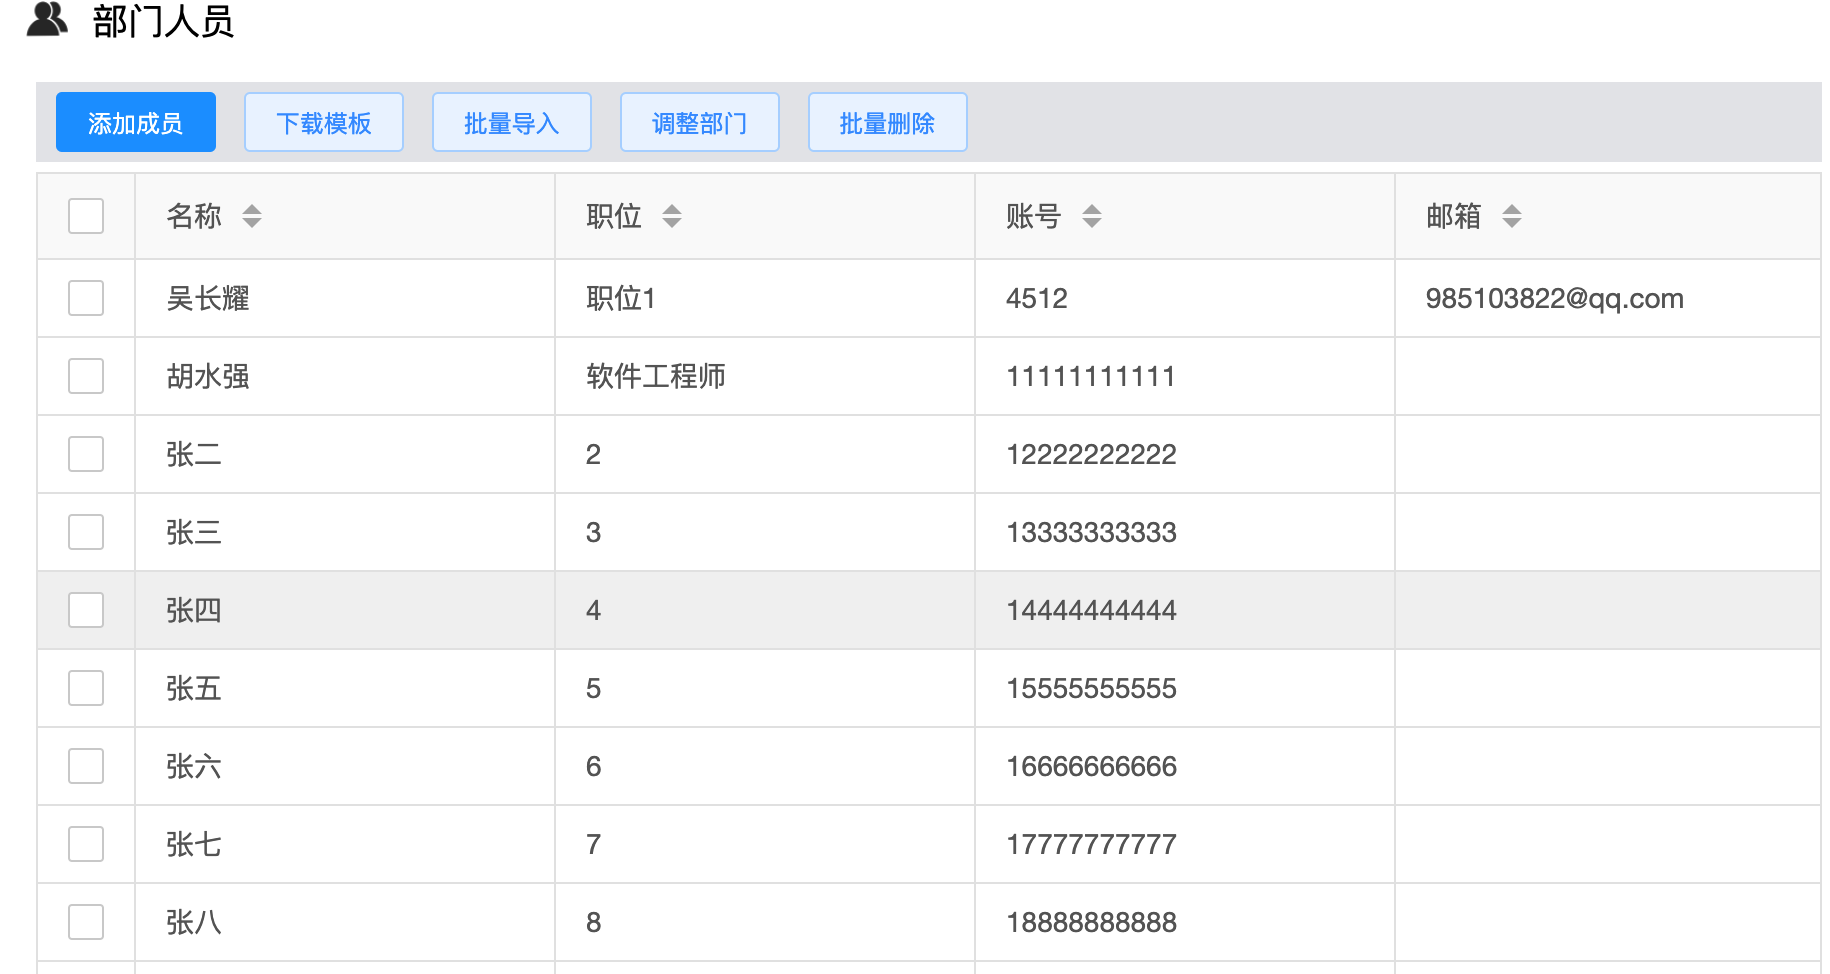 部门人员
添加成员 下载模板 批量导入 调整部门 批量删除
名称 职位 账号 邮箱
吴长耀 职位1 4512 985103822@qq.com
胡水强 软件工程师 11111111111
张二 2 12222222222
张三 3 13333333333
张四 4 14444444444
张五 5 15555555555
张六 6 16666666666
张七 7 17777777777
张八 8 18888888888